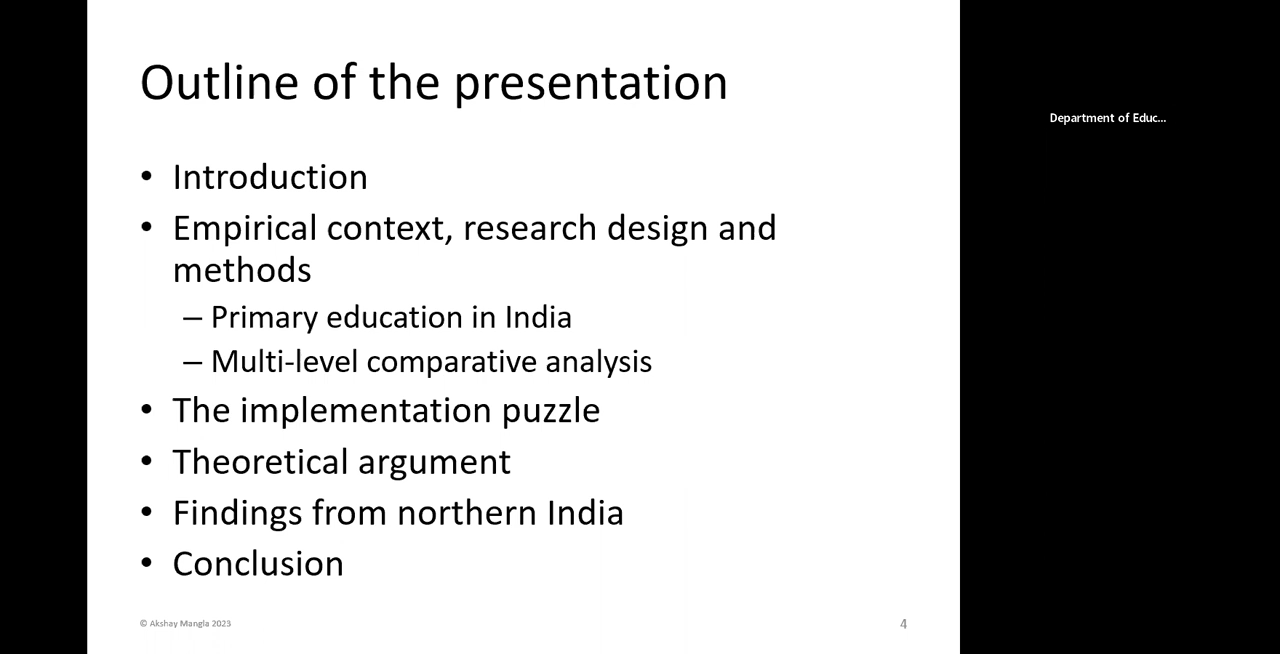 Outline of the presentation
• Introduction
• Empirical context, research design and
methods
– Primary education in India
– Multi-level comparative analysis
• The implementation puzzle
• Theoretical argument
• Findings from northern India
• Conclusion
© Akshay Mangla 2023
4
Department of Educ...